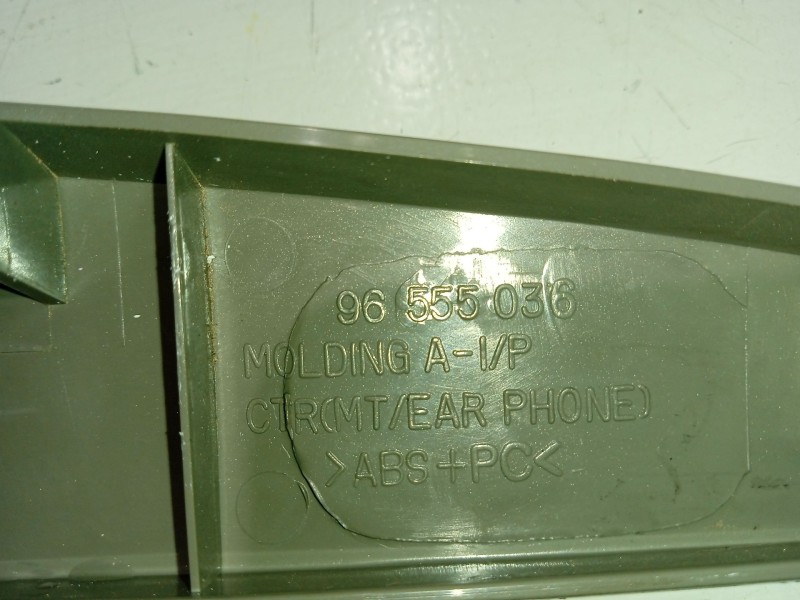 96 555 036
MOLDING A-I/P
CTR(MT/EAR PHONE)
>ABS+PC<